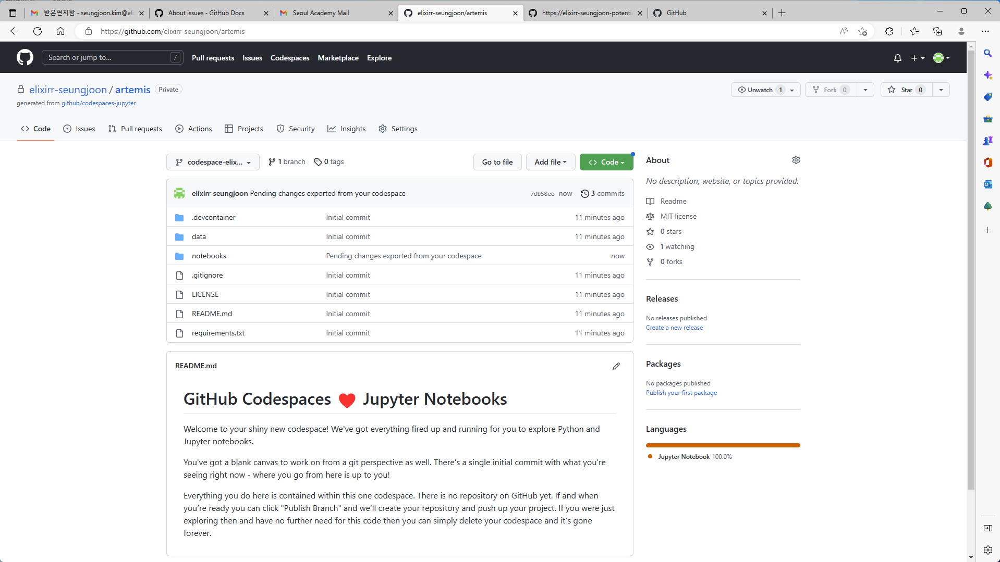 받은편지함 - seungjoon.kim@eli
About issues - GitHub Docs
Seoul Academy Mail
elixirr-seungjoon/artemis
https://elixirr-seungjoon-potenti
GitHub
https://github.com/elixirr-seungjoon/artemis
Search or jump to... /
Pull requests Issues Codespaces Marketplace Explore
elixirr-seungjoon / artemis Private
generated from github/codespaces-jupyter
Unwatch 1
Fork 0
Star 0
Code Issues Pull requests Actions Projects Security Insights Settings
codespace-elix... 1 branch 0 tags
Go to file Add file Code
elixirr-seungjoon Pending changes exported from your codespace 7db58ee now 3 commits
.devcontainer Initial commit 11 minutes ago
data Initial commit 11 minutes ago
notebooks Pending changes exported from your codespace now
.gitignore Initial commit 11 minutes ago
LICENSE Initial commit 11 minutes ago
README.md Initial commit 11 minutes ago
requirements.txt Initial commit 11 minutes ago
README.md
GitHub Codespaces ♥️ Jupyter Notebooks
Welcome to your shiny new codespace! We've got everything fired up and running for you to explore Python and
Jupyter notebooks.
You've got a blank canvas to work on from a git perspective as well. There's a single initial commit with what you're
seeing right now - where you go from here is up to you!
Everything you do here is contained within this one codespace. There is no repository on GitHub yet. If and when
you’re ready you can click "Publish Branch" and we’ll create your repository and push up your project. If you were just
exploring then and have no further need for this code then you can simply delete your codespace and it's gone
forever.
About
No description, website, or topics provided.
Readme
MIT license
0 stars
1 watching
0 forks
Releases
No releases published
Create a new release
Packages
No packages published
Publish your first package
Languages
Jupyter Notebook 100.0%